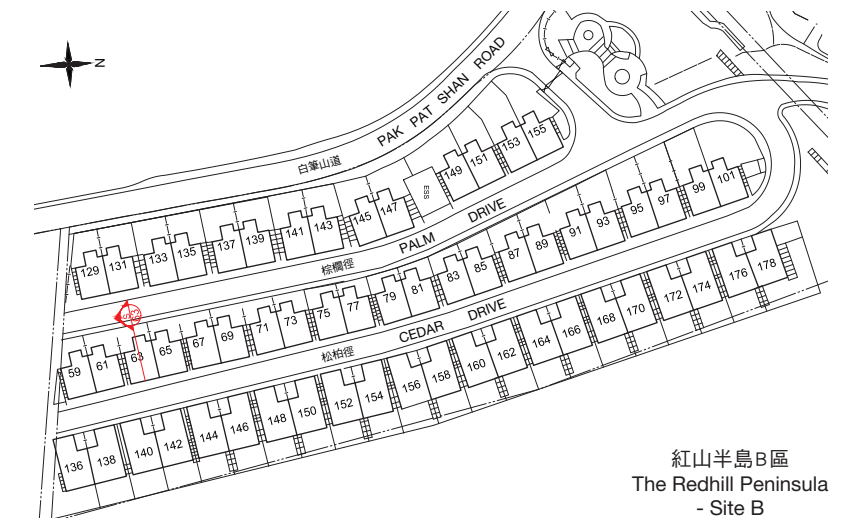 N
PAK PAT SHAN ROAD
白筆山道
153 155
149 151
ESS
145 147
141 143
137 139
133 135
129 131
PALM DRIVE
棕櫚徑
99 101
95 97
91 93
87 89
83 85
79 81
75 77
71 73
67 69
63 65
59 61
CEDAR DRIVE
松柏徑
176 178
172 174
168 170
164 166
160 162
156 158
152 154
148 150
144 146
140 142
136 138
紅山半島B區
The Redhill Peninsula
- Site B